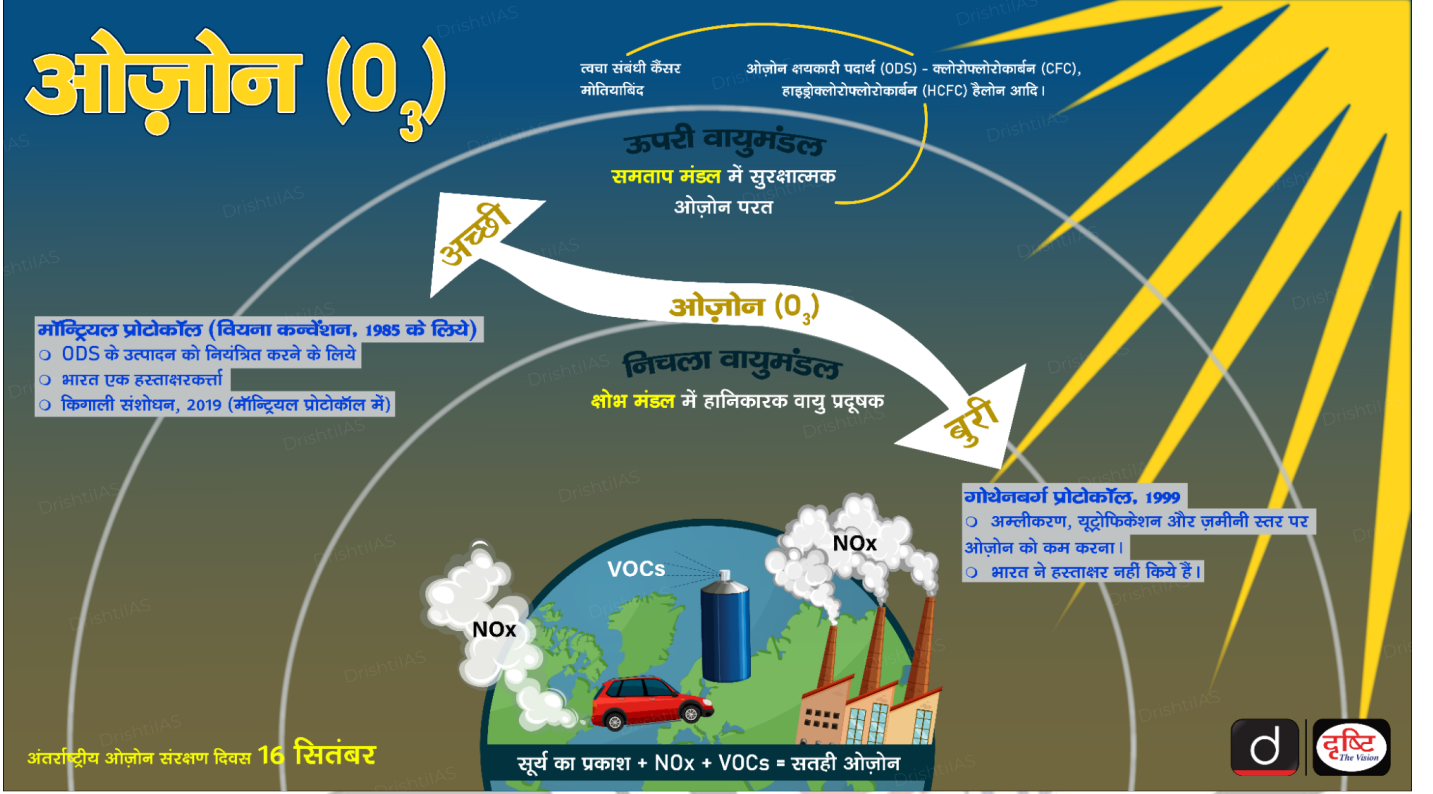 ओज़ोन (O₃)
त्वचा संबंधी कैंसर
मोतियाबिंद
ओज़ोन क्षयकारी पदार्थ (ODS) - क्लोरोफ्लोरोकार्बन (CFC),
हाइड्रोक्लोरोफ्लोरोकार्बन (HCFC) हैलोन आदि।
ऊपरी वायुमंडल
समताप मंडल में सुरक्षात्मक
ओज़ोन परत
अच्छी
ओज़ोन (O₃)
बुरी
निचला वायुमंडल
क्षोभ मंडल में हानिकारक वायु प्रदूषक
मॉन्ट्रियल प्रोटोकॉल (वियना कन्वेंशन, 1985 के लिये)
○ ODS के उत्पादन को नियंत्रित करने के लिये
○ भारत एक हस्ताक्षरकर्त्ता
○ किगाली संशोधन, 2019 (मॉन्ट्रियल प्रोटोकॉल में)
गोथेनबर्ग प्रोटोकॉल, 1999
○ अम्लीकरण, यूट्रोफिकेशन और ज़मीनी स्तर पर
ओज़ोन को कम करना।
○ भारत ने हस्ताक्षर नहीं किये हैं।
NOx
VOCs
NOx
सूर्य का प्रकाश + NOx + VOCs = सतही ओज़ोन
अंतर्राष्ट्रीय ओज़ोन संरक्षण दिवस 16 सितंबर
d
दृष्टि
The Vision
DrishtiIAS